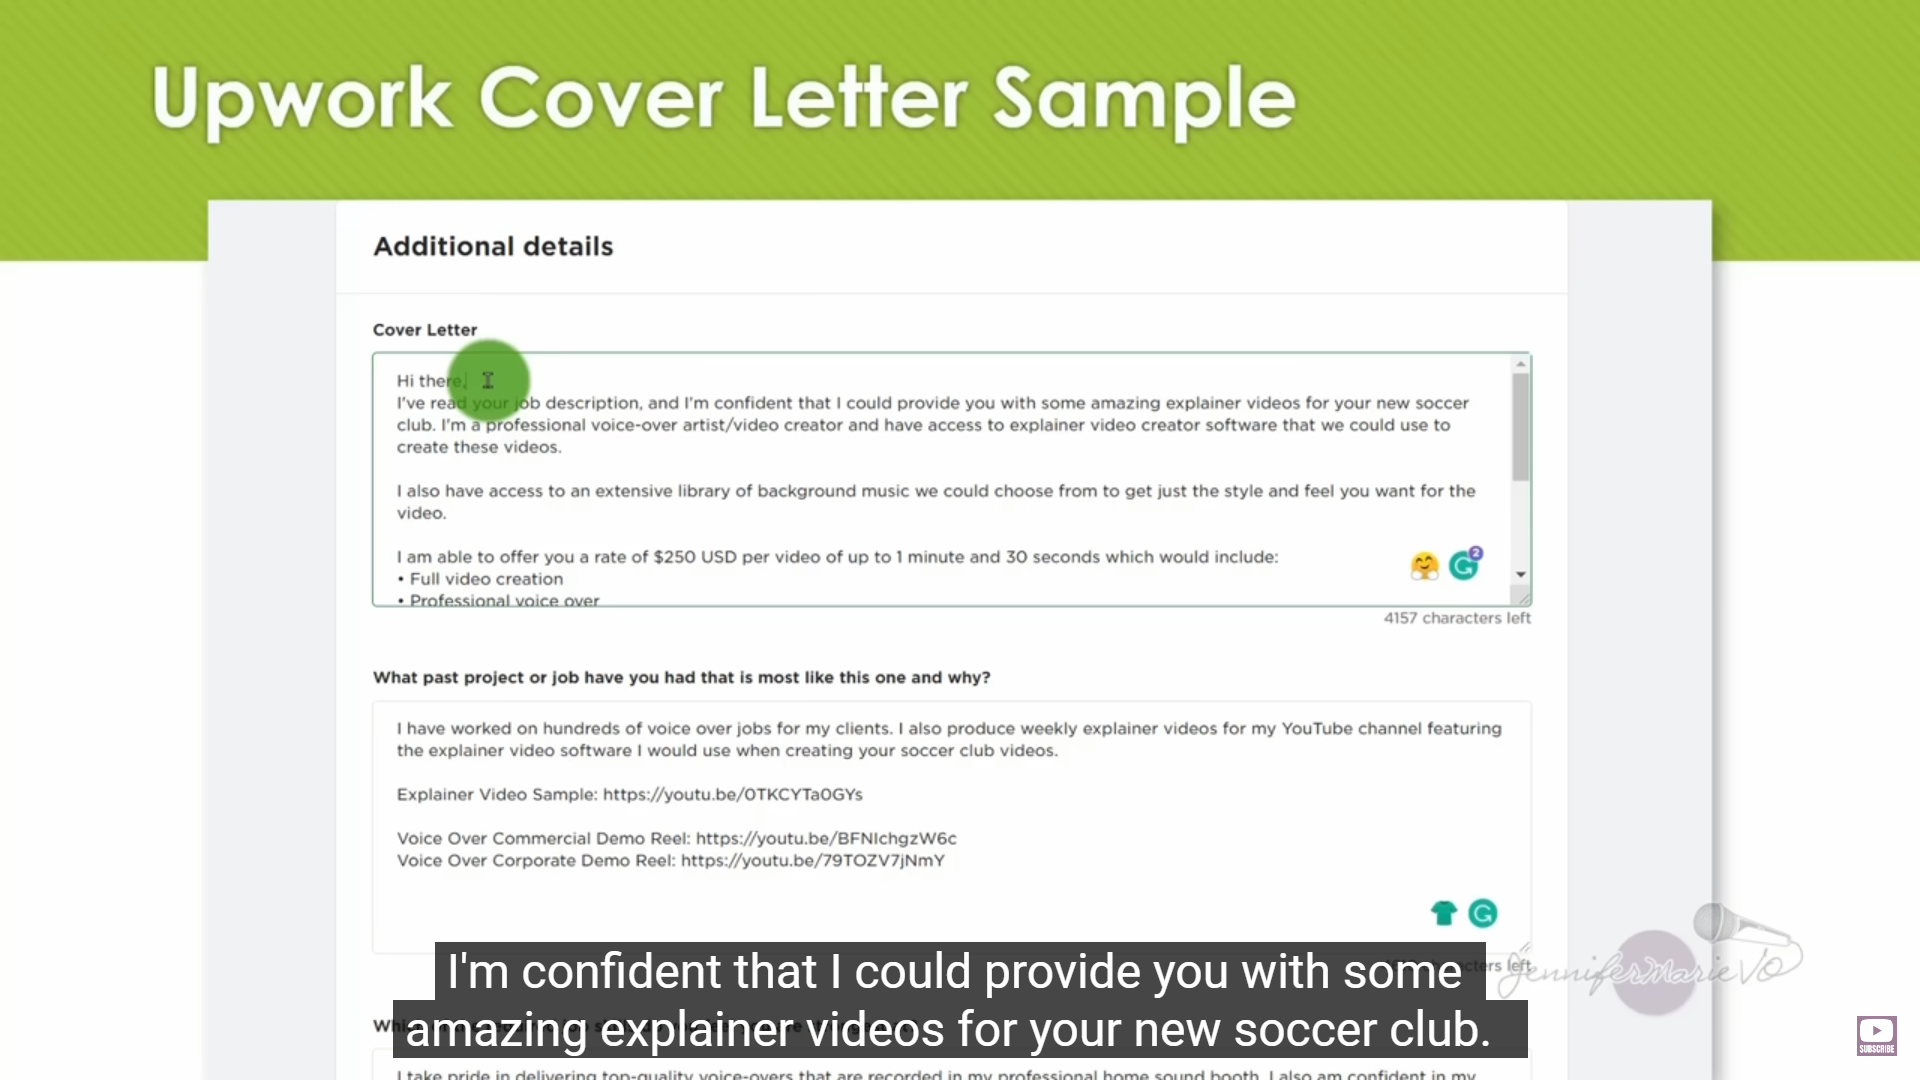 Upwork Cover Letter Sample
Additional details
Cover Letter
Hi there,
I've read your job description, and I'm confident that I could provide you with some amazing explainer videos for your new soccer
club. I'm a professional voice-over artist/video creator and have access to explainer video creator software that we could use to
create these videos.
I also have access to an extensive library of background music we could choose from to get just the style and feel you want for the
video.
I am able to offer you a rate of $250 USD per video of up to 1 minute and 30 seconds which would include:
• Full video creation
• Professional voice over
2
4157 characters left
What past project or job have you had that is most like this one and why?
I have worked on hundreds of voice over jobs for my clients. I also produce weekly explainer videos for my YouTube channel featuring
the explainer video software I would use when creating your soccer club videos.
Explainer Video Sample: https://youtu.be/0TKCYTa0GYs
Voice Over Commercial Demo Reel: https://youtu.be/BFNIchgzW6c
Voice Over Corporate Demo Reel: https://youtu.be/79TOZV7jNmY
left
JenniferMarieVO
I'm confident that I could provide you with some
amazing explainer videos for your new soccer club.
SUBSCRIBE
I take pride in delivering top-quality voice-overs that are recorded in my professional home sound booth. I also am confident in my